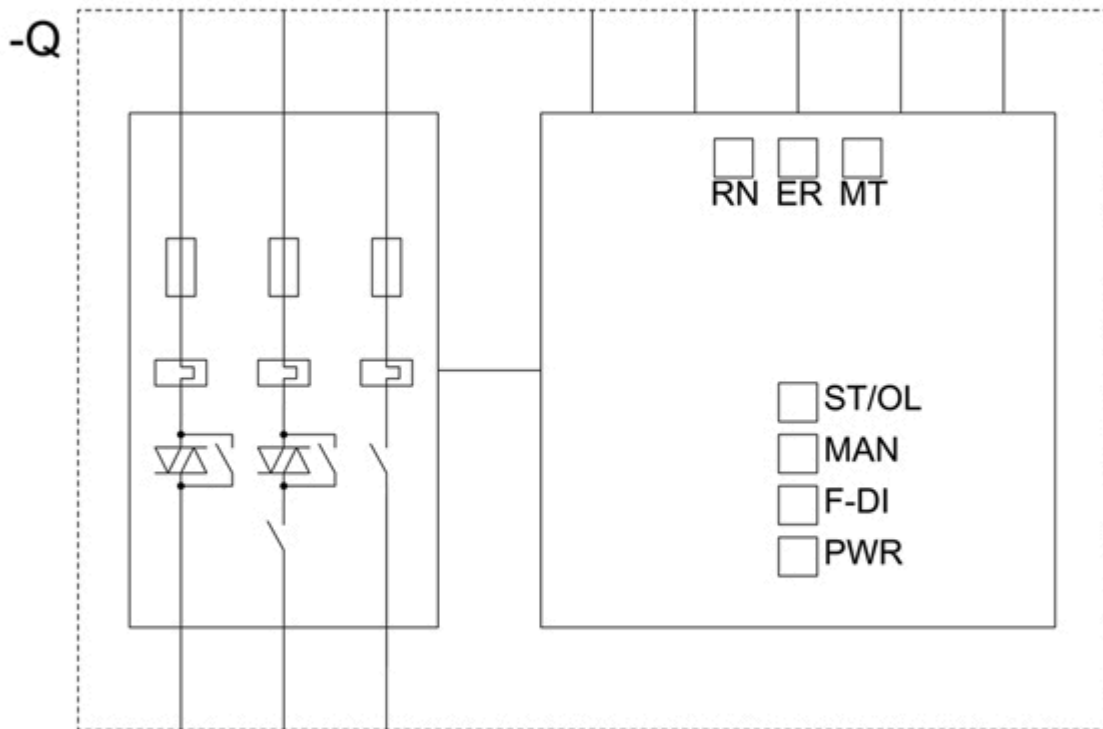 -Q
RN ER MT
ST/OL
MAN
F-DI
PWR